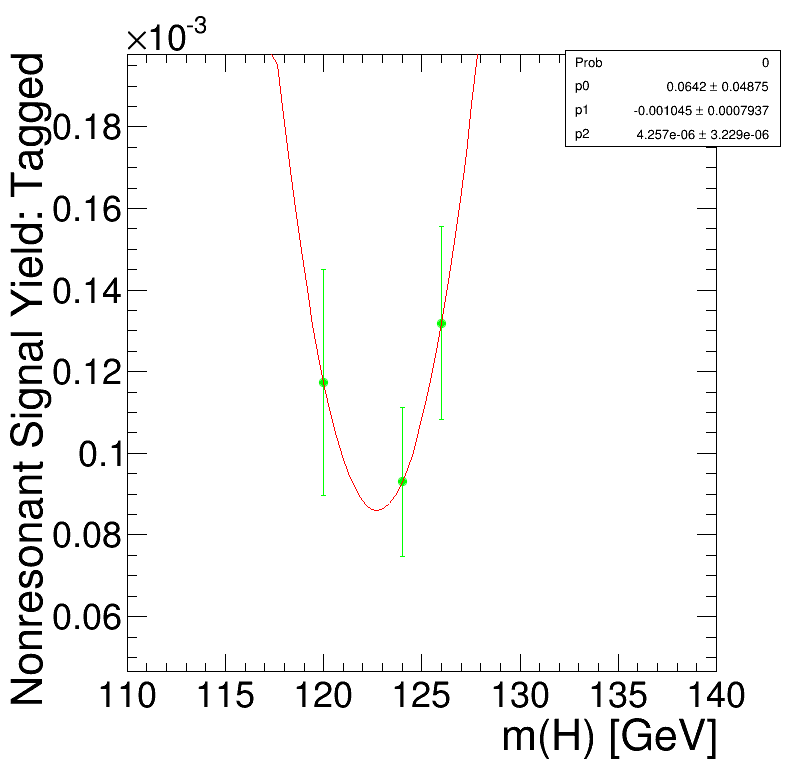 ×10⁻³
Prob 0
p0 0.0642 ± 0.04875
p1 -0.001045 ± 0.0007937
p2 4.257e-06 ± 3.229e-06
Nonresonant Signal Yield: Tagged
0.18
0.16
0.14
0.12
0.1
0.08
0.06
110 115 120 125 130 135 140
m(H) [GeV]